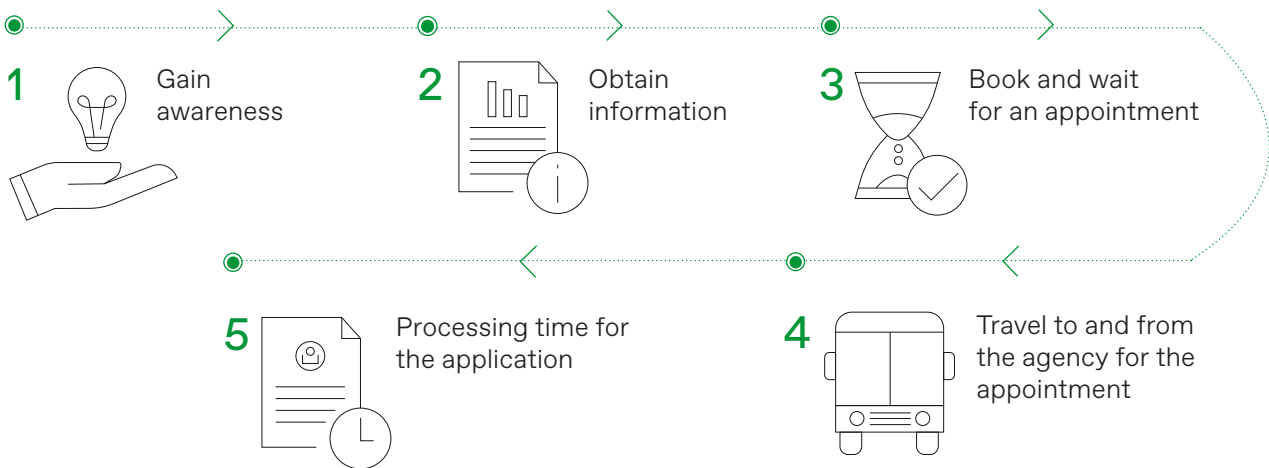 1
Gain
awareness
2
Obtain
information
3
Book and wait
for an appointment
4
Travel to and from
the agency for the
appointment
5
Processing time for
the application